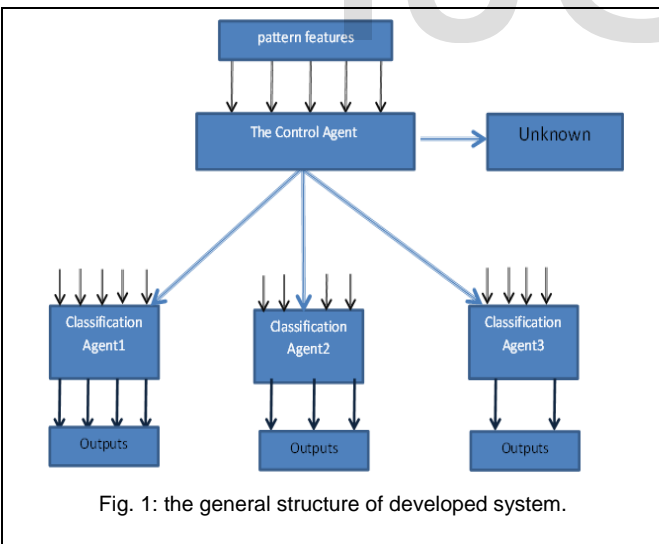 pattern features
The Control Agent
Unknown
Classification
Agent1
Classification
Agent2
Classification
Agent3
Outputs
Outputs
Outputs
Fig. 1: the general structure of developed system.